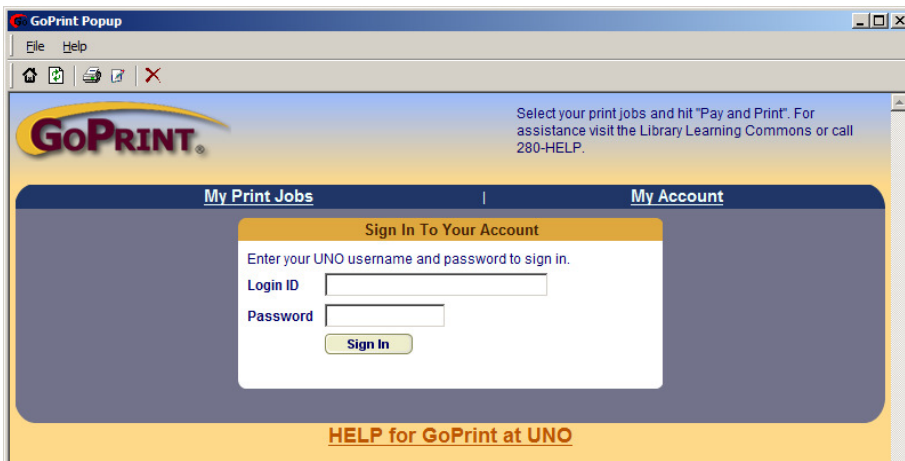 GoPrint Popup
File Help
GOPRINT®
Select your print jobs and hit "Pay and Print". For
assistance visit the Library Learning Commons or call
280-HELP.
My Print Jobs | My Account
Sign In To Your Account
Enter your UNO username and password to sign in.
Login ID
Password
Sign In
HELP for GoPrint at UNO